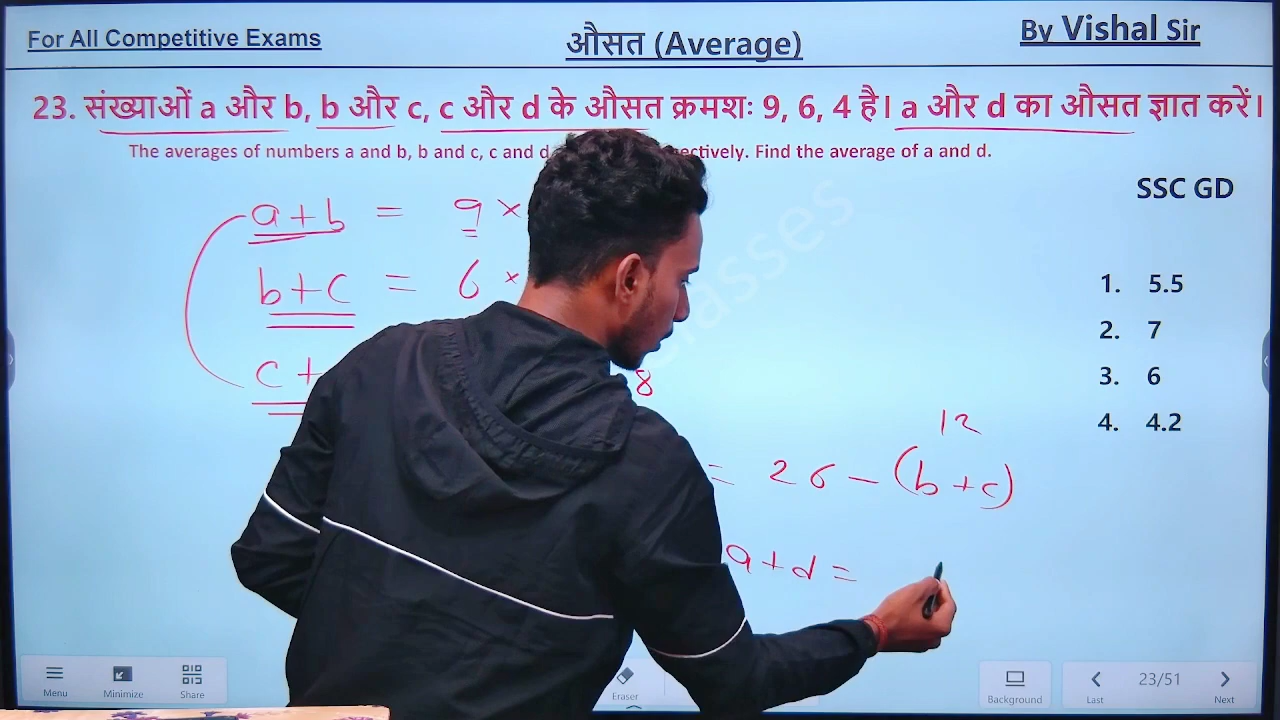 For All Competitive Exams
औसत (Average)
By Vishal Sir
23. संख्याओं a और b, b और c, c और d के औसत क्रमशः 9, 6, 4 है। a और d का औसत ज्ञात करें।
The averages of numbers a and b, b and c, c and d ectively. Find the average of a and d.
SSC GD
asses
a+b = 9 ×
b+c = 6 ×
c+ 8
1. 5.5
2. 7
3. 6
4. 4.2
12
= 26 - (b+c)
a+d =
Menu
Minimize
Share
Eraser
Background
Last
23/51
Next